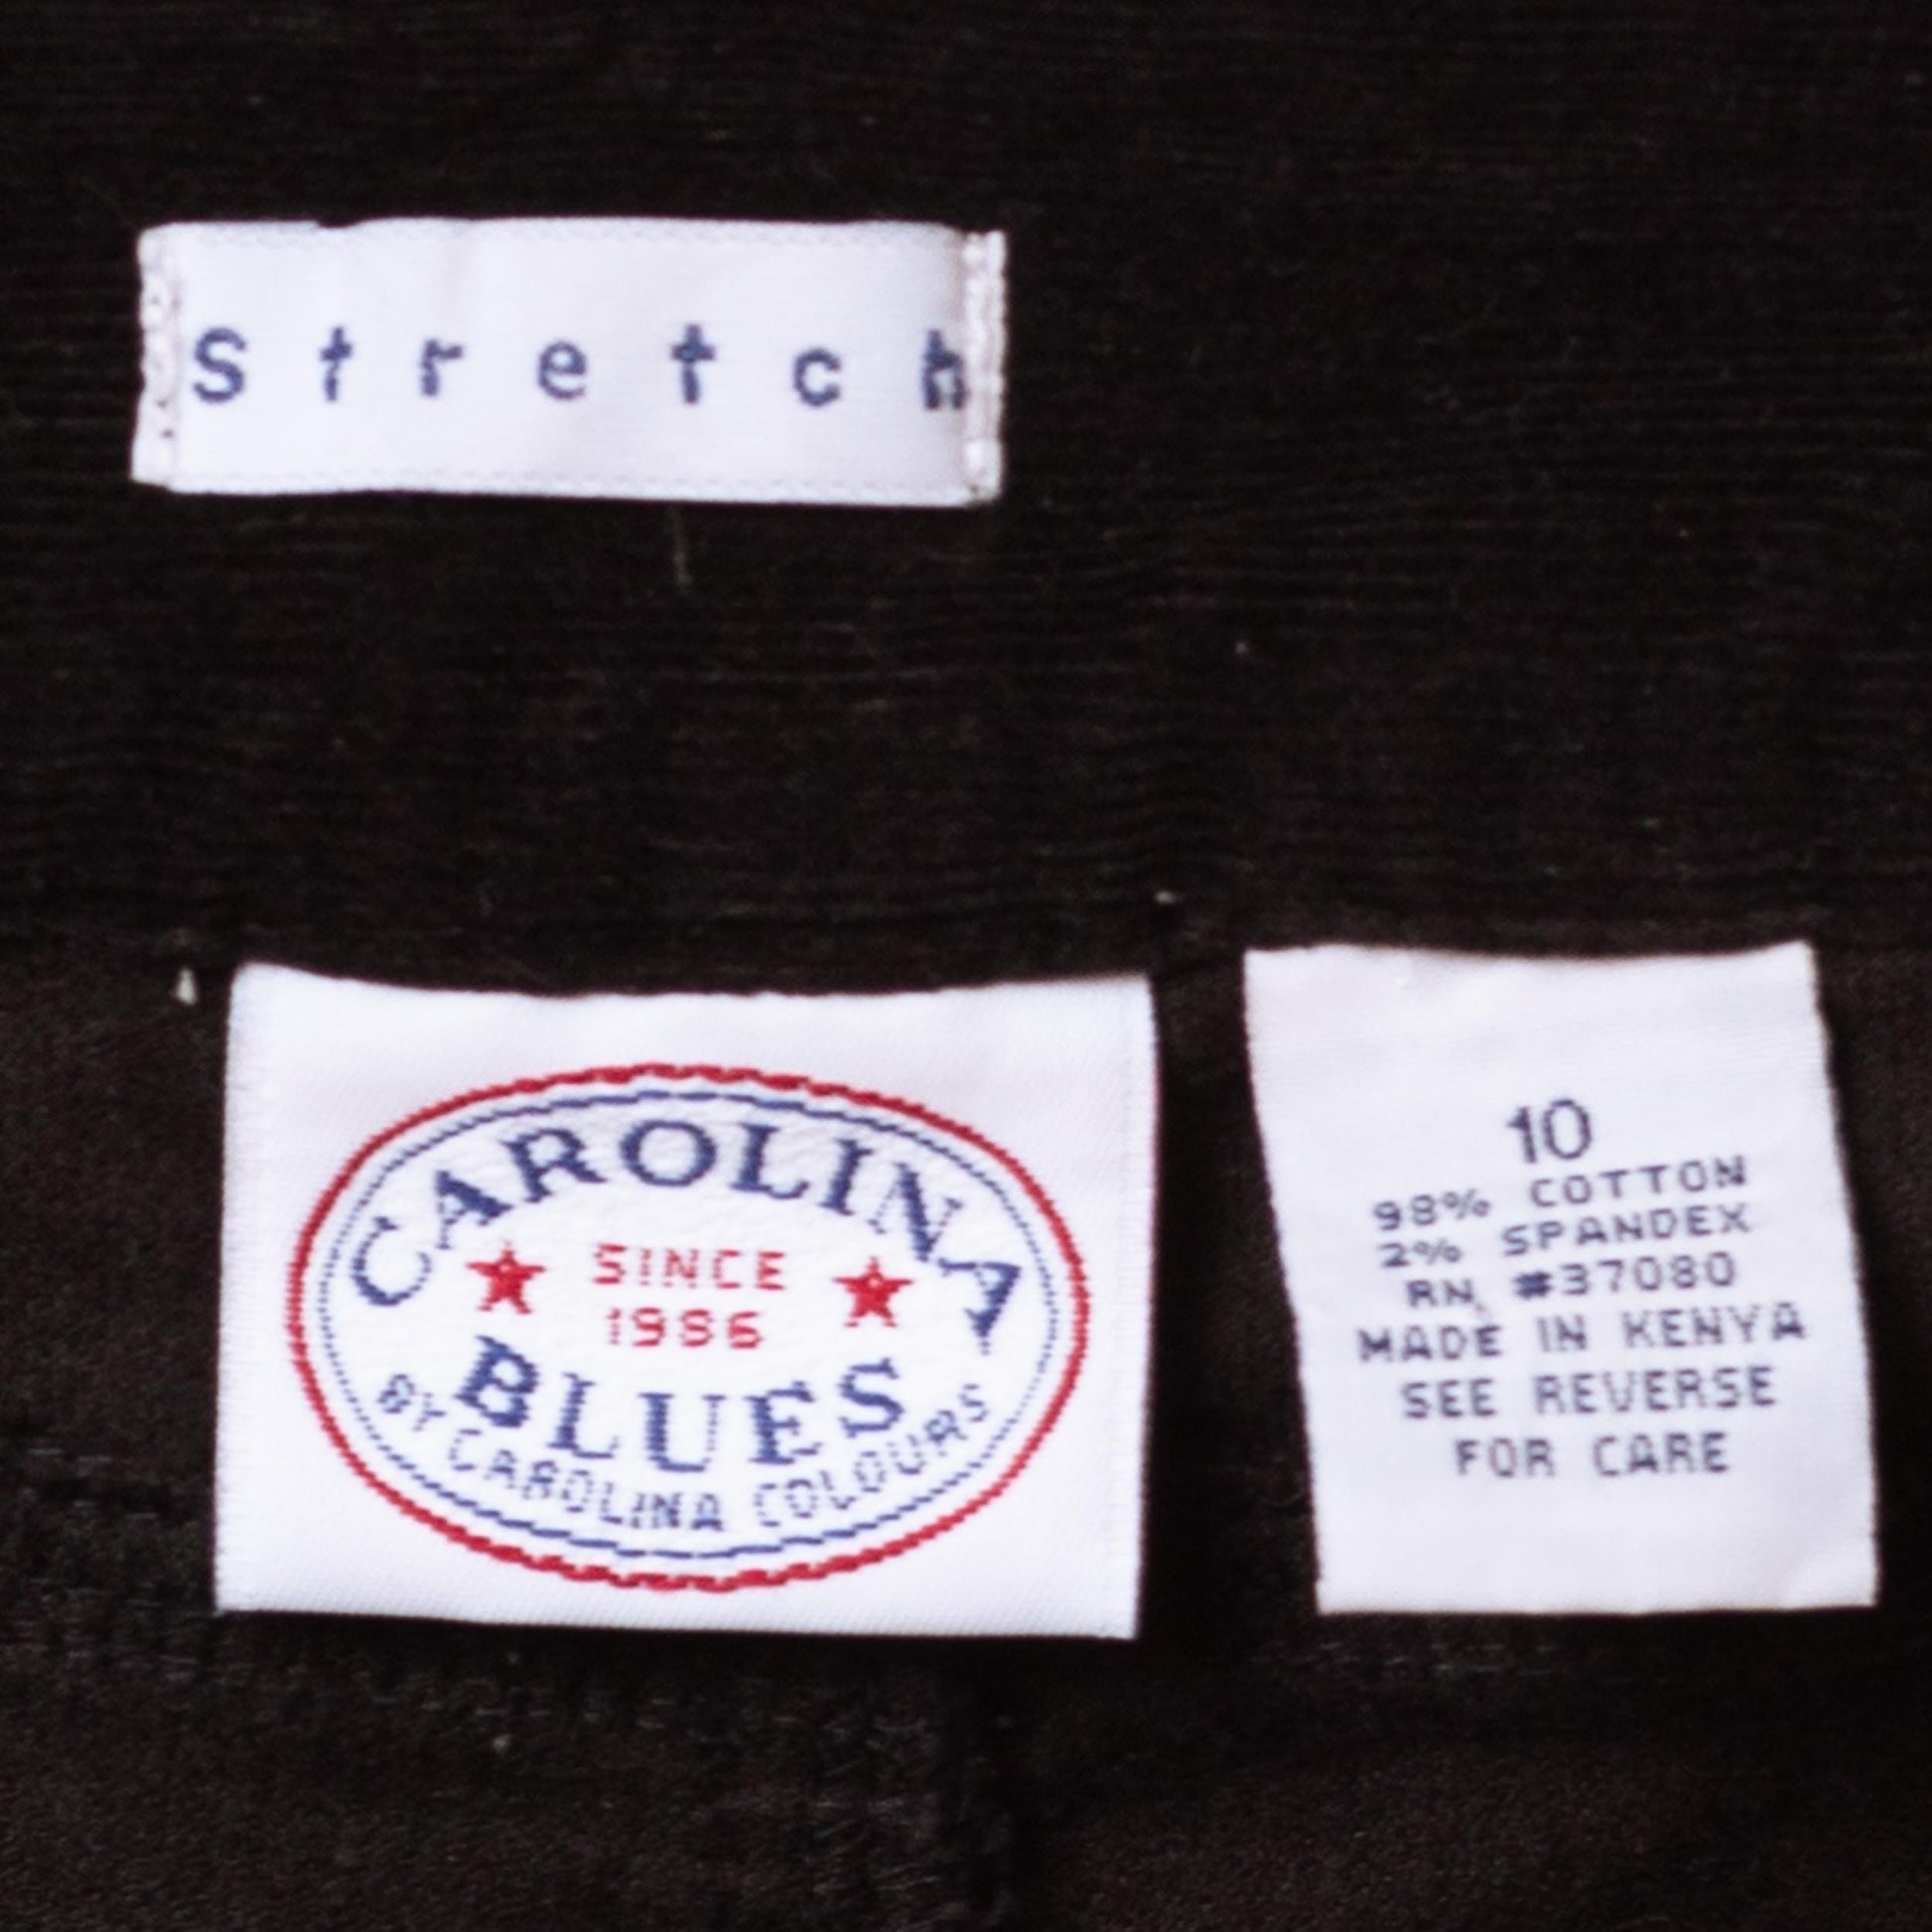 Stretch
CAROLINA
SINCE
1986
BLUES
BY CAROLINA COLOURS
10
98% COTTON
2% SPANDEX
RN #37080
MADE IN KENYA
SEE REVERSE
FOR CARE